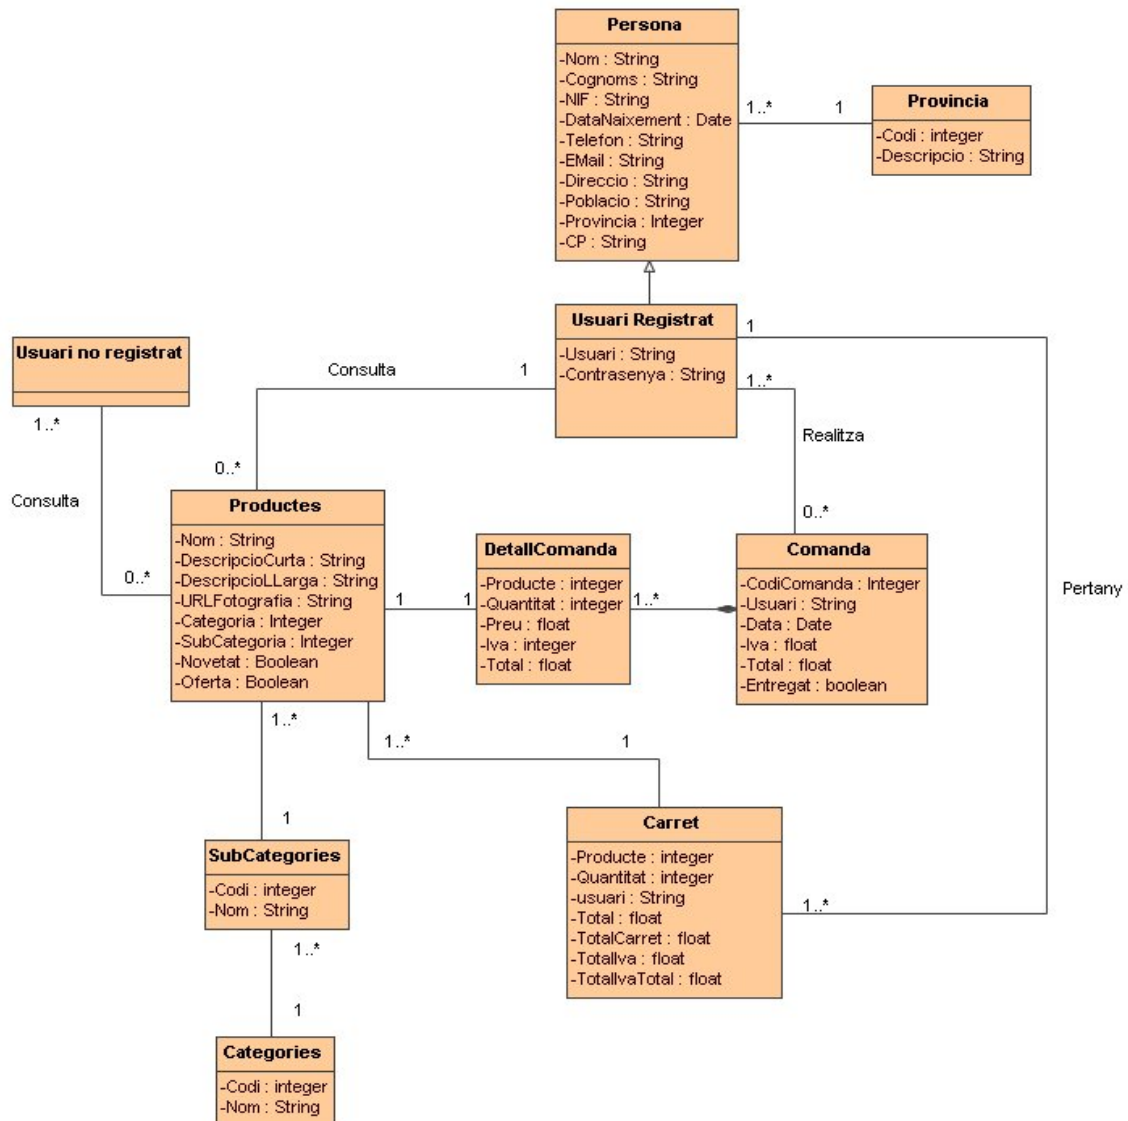 Persona
-Nom : String
-Cognoms : String
-NIF : String
-DataNaixement : Date
-Telefon : String
-EMail : String
-Direccio : String
-Poblacio : String
-Provincia : Integer
-CP : String
1..*
1
Provincia
-Codi : integer
-Descripcio : String
Usuari no registrat
Usuari Registrat
-Usuari : String
-Contrasenya : String
1
Consulta
1
1..*
1..*
Realitza
0..*
Consulta
0..*
0..*
Productes
-Nom : String
-DescripcioCurta : String
-DescripcioLLarga : String
-URLFotografia : String
-Categoria : Integer
-SubCategoria : Integer
-Novetat : Boolean
-Oferta : Boolean
1
1
DetallComanda
-Producte : integer
-Quantitat : integer
-Preu : float
-Iva : integer
-Total : float
1..*
Comanda
-CodiComanda : Integer
-Usuari : String
-Data : Date
-Iva : float
-Total : float
-Entregat : boolean
Pertany
1..*
1..*
1
1
SubCategories
-Codi : integer
-Nom : String
Carret
-Producte : integer
-Quantitat : integer
-usuari : String
-Total : float
-TotalCarret : float
-TotalIva : float
-TotalIvaTotal : float
1..*
1..*
1
Categories
-Codi : integer
-Nom : String